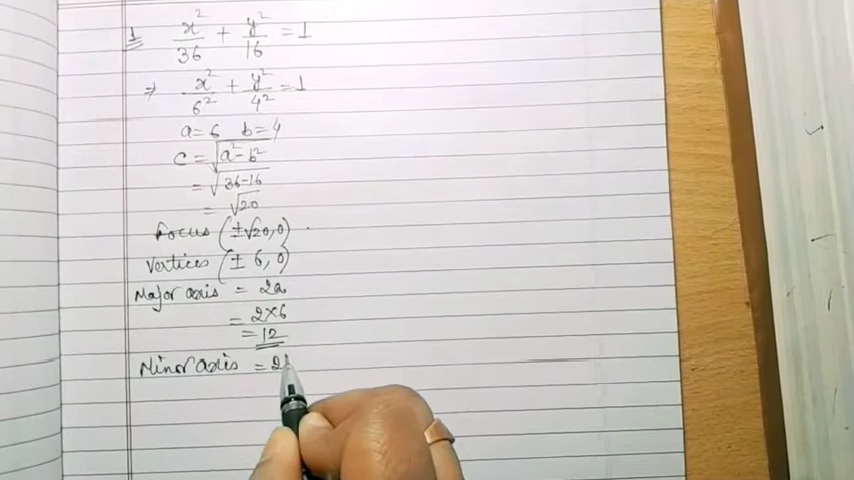 1 x²/36 + y²/16 = 1
⇒ x²/6² + y²/4² = 1
a=6 b=4
c = √a²-b²
= √36-16
= √20
Focus (±√20,0)
Vertices (±6,0)
Major axis = 2a
= 2×6
= 12
Minor axis = 2